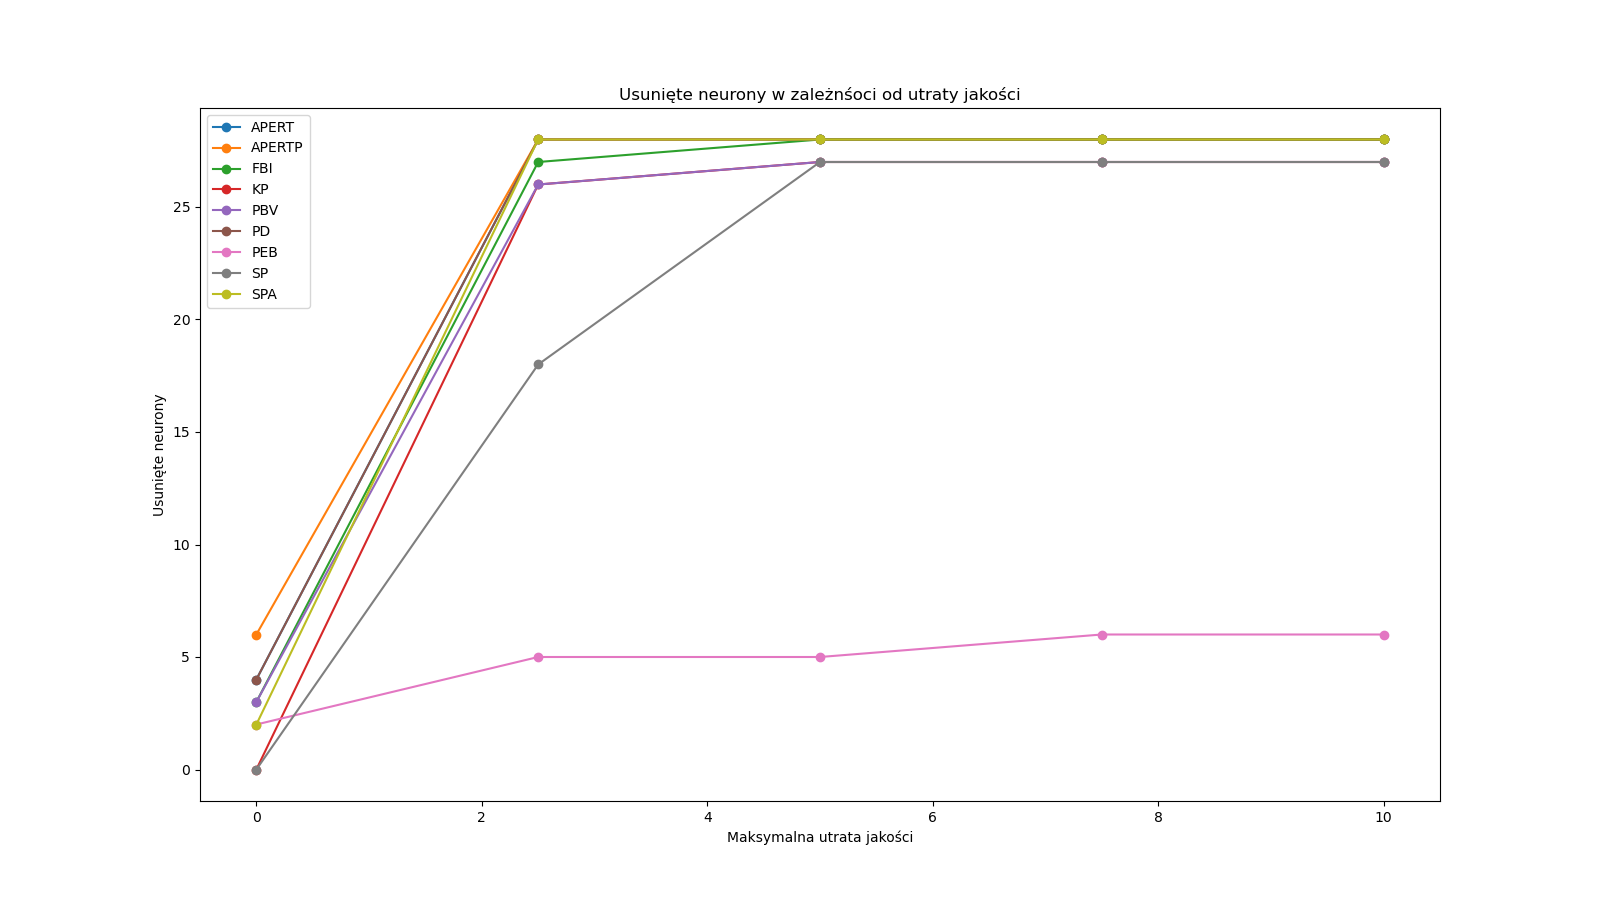 Usunięte neurony w zależnśoci od utraty jakości
APERT
APERTP
FBI
KP
PBV
PD
PEB
SP
SPA
25
20
15
10
5
0
Usunięte neurony
0 2 4 6 8 10
Maksymalna utrata jakości